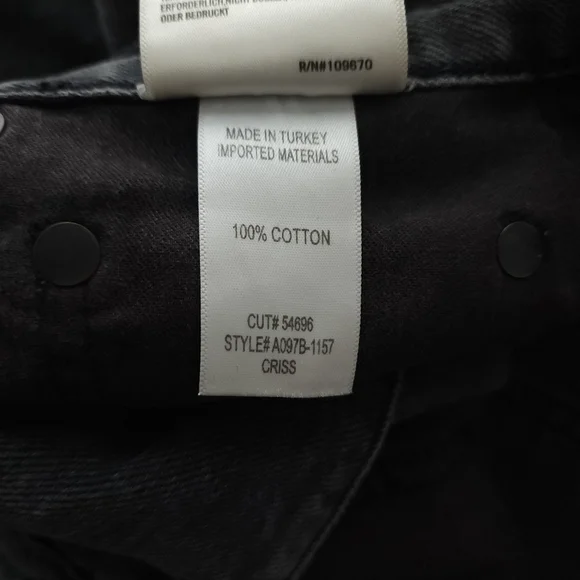 ERFORDERLICH, NICHT
ODER BEDRUCKT
R/N#109670
MADE IN TURKEY
IMPORTED MATERIALS
100% COTTON
CUT# 54696
STYLE# A097B-1157
CRISS